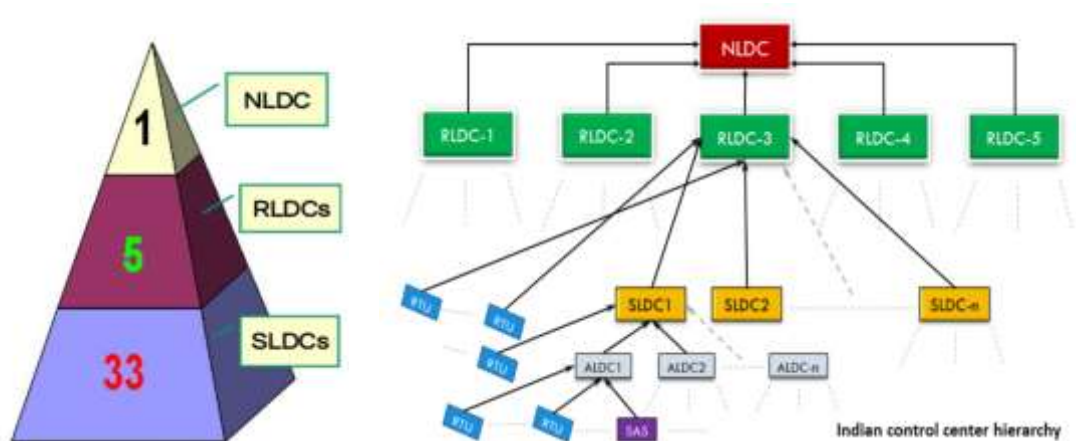 1
5
33
NLDC
RLDCs
SLDCs
NLDC
RLDC-1
RLDC-2
RLDC-3
RLDC-4
RLDC-5
RTU
RTU
RTU
SLDC1
SLDC2
SLDC-n
ALDC1
ALDC2
ALDC-n
RTU
RTU
SAS
Indian control center hierarchy